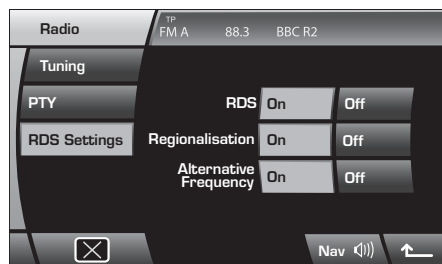 Radio
TP
FM A 88.3 BBC R2
Tuning
PTY
RDS Settings
RDS On Off
Regionalisation On Off
Alternative
Frequency On Off
Nav